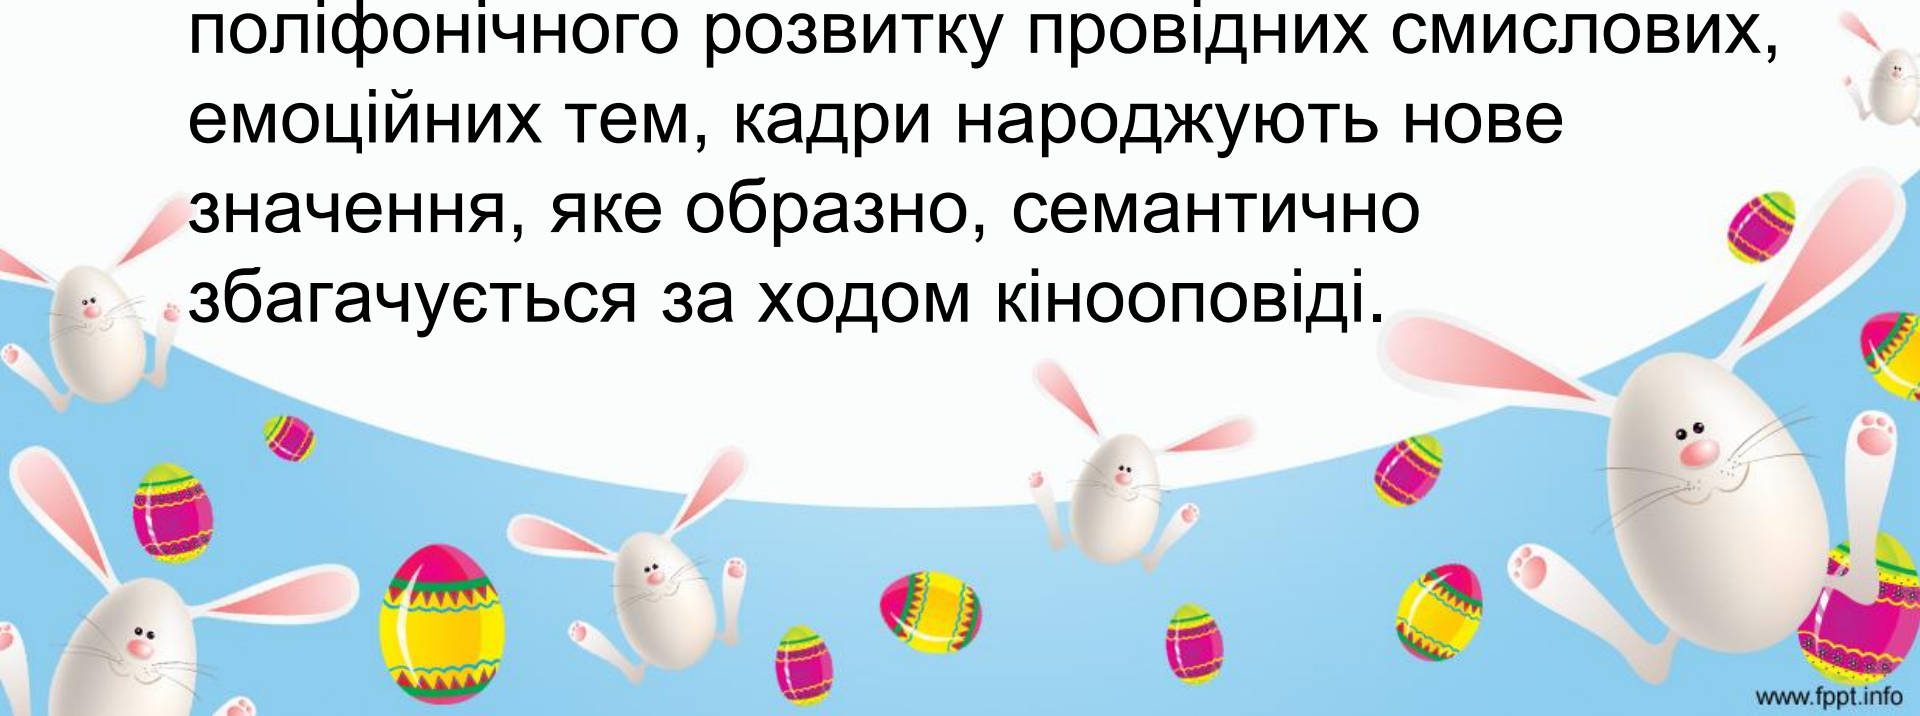 поліфонічного розвитку провідних смислових,
емоційних тем, кадри народжують нове
значення, яке образно, семантично
збагачується за ходом кінооповіді.
www.fppt.info